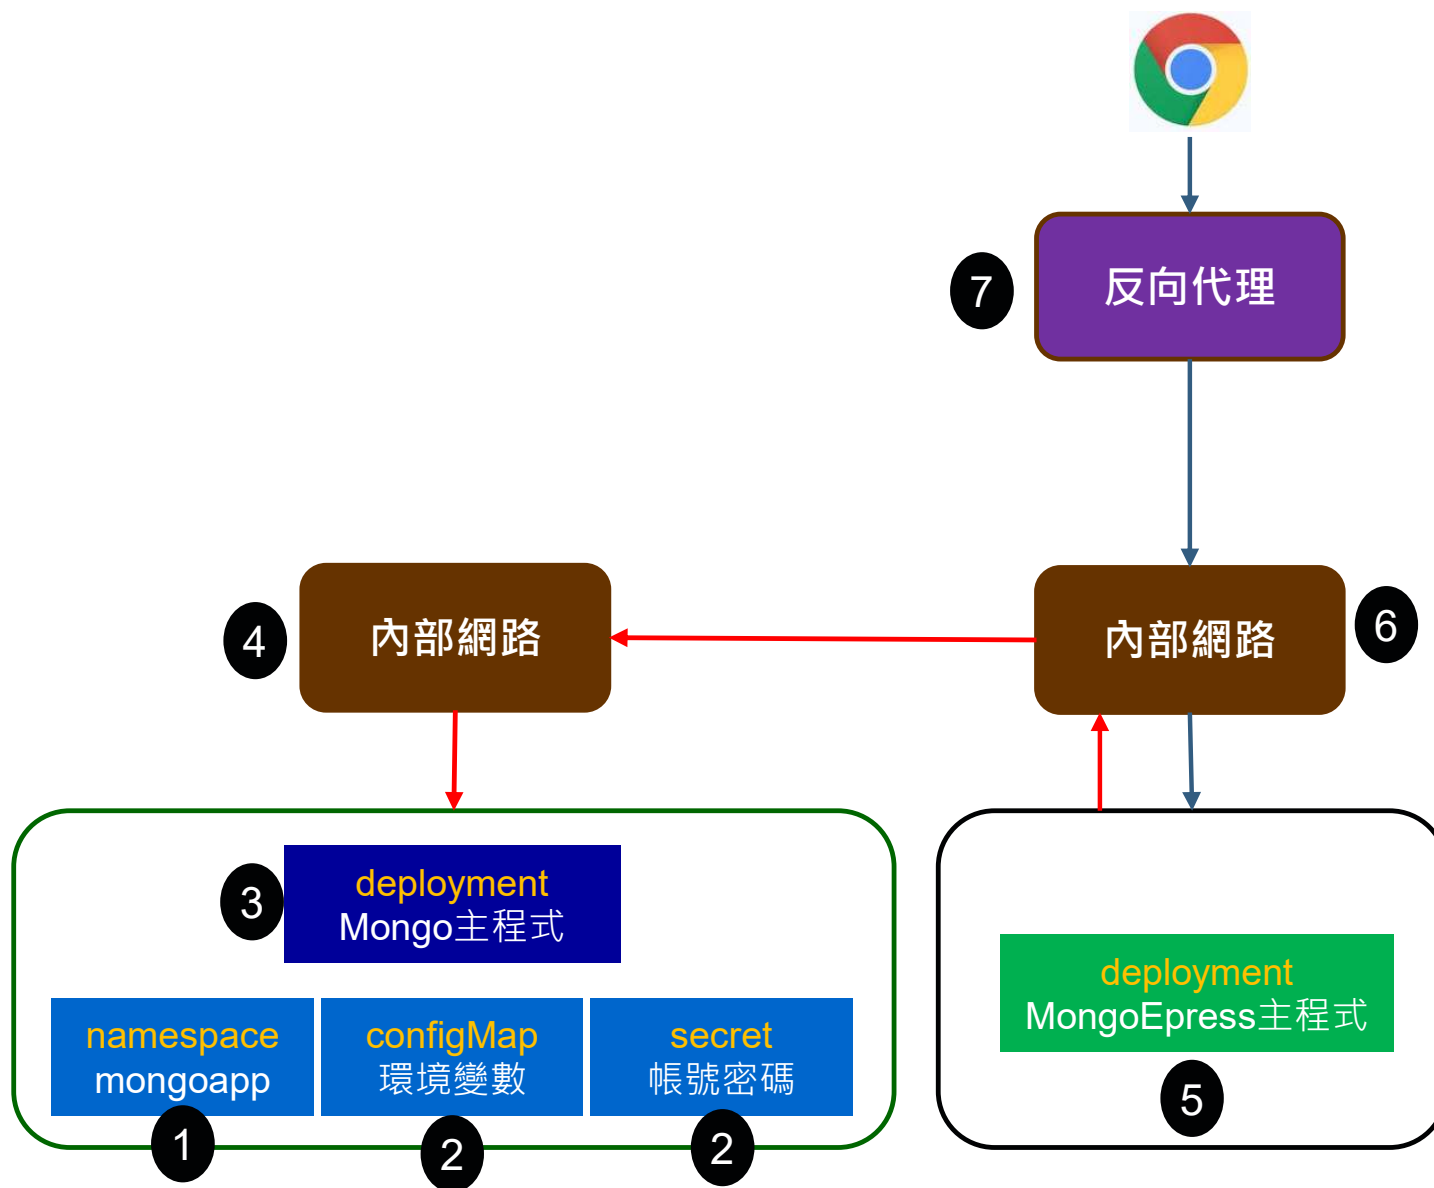 7
反向代理
4
內部網路
內部網路
6
3
deployment
Mongo主程式
namespace
mongoapp
configMap
環境變數
secret
帳號密碼
deployment
MongoEpress主程式
1
2
2
5